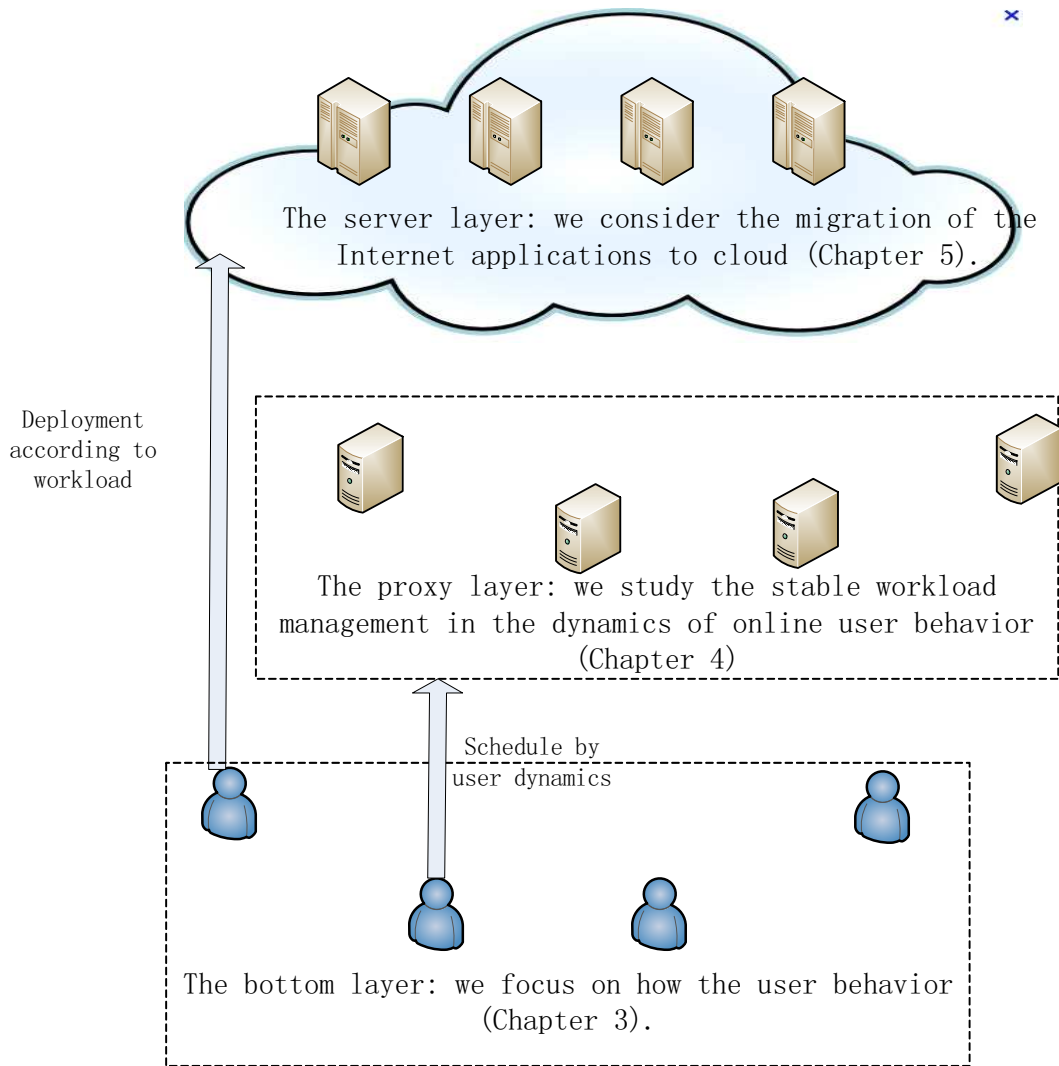 The server layer: we consider the migration of the
Internet applications to cloud (Chapter 5).
Deployment
according to
workload
The proxy layer: we study the stable workload
management in the dynamics of online user behavior
(Chapter 4)
Schedule by
user dynamics
The bottom layer: we focus on how the user behavior
(Chapter 3).